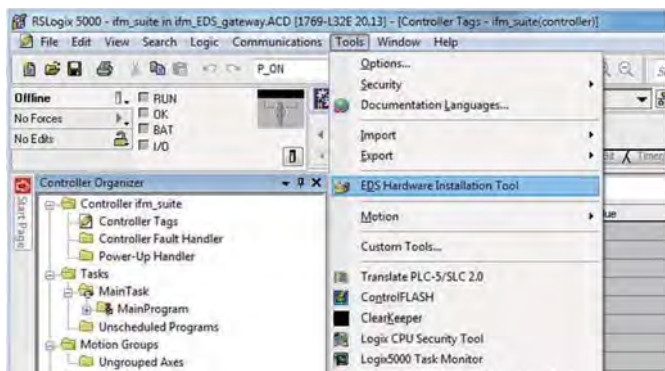 RSLogix 5000 - ifm_suite in ifm_EDS_gateway.ACD [1769-L32E 20.13] - [Controller Tags - ifm_suite(controller)]
File Edit View Search Logic Communications Tools Window Help
P_ON
Offline
RUN
No Forces
OK
BAT
No Edits
I/O
Controller Organizer
Start Page
Controller ifm_suite
Controller Tags
Controller Fault Handler
Power-Up Handler
Tasks
MainTask
MainProgram
Unscheduled Programs
Motion Groups
Ungrouped Axes
Options...
Security
Documentation Languages...
Import
Export
EDS Hardware Installation Tool
Motion
Custom Tools...
Translate PLC-5/SLC 2.0
ControlFLASH
ClearKeeper
Logix CPU Security Tool
Logix5000 Task Monitor